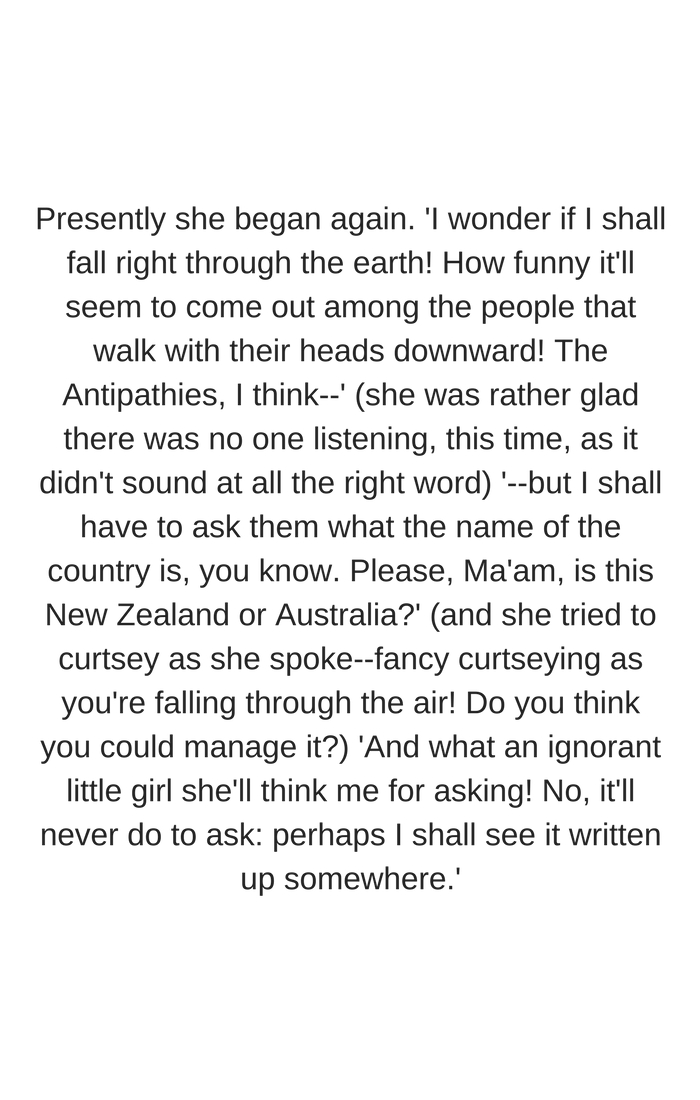 Presently she began again. 'I wonder if I shall
fall right through the earth! How funny it'll
seem to come out among the people that
walk with their heads downward! The
Antipathies, I think--' (she was rather glad
there was no one listening, this time, as it
didn't sound at all the right word) '--but I shall
have to ask them what the name of the
country is, you know. Please, Ma'am, is this
New Zealand or Australia?' (and she tried to
curtsey as she spoke--fancy curtseying as
you're falling through the air! Do you think
you could manage it?) 'And what an ignorant
little girl she'll think me for asking! No, it'll
never do to ask: perhaps I shall see it written
up somewhere.'